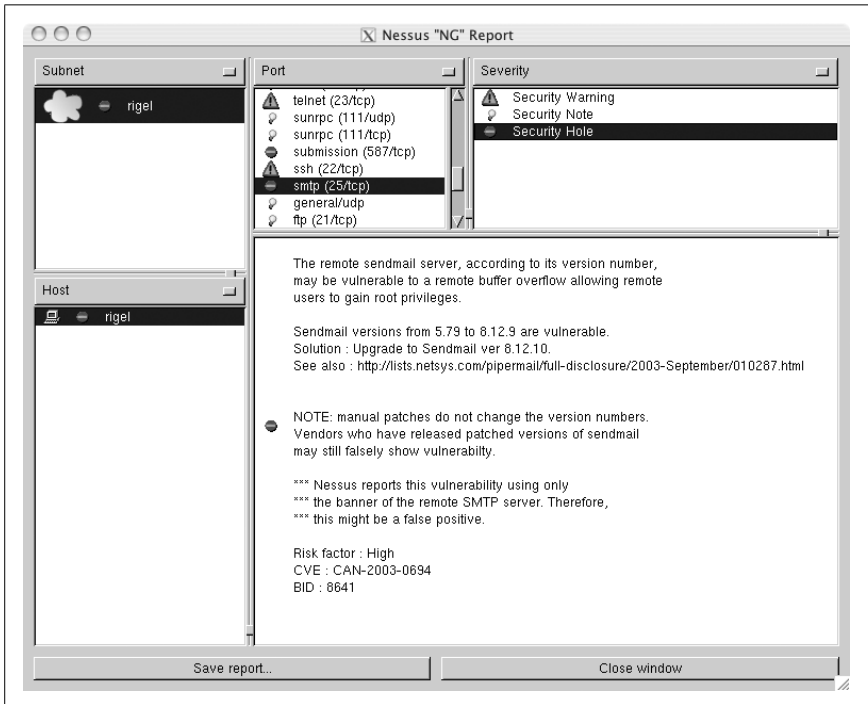 Nessus "NG" Report
Subnet
rigel
Host
rigel
Port
telnet (23/tcp)
sunrpc (111/udp)
sunrpc (111/tcp)
submission (587/tcp)
ssh (22/tcp)
smtp (25/tcp)
general/udp
ftp (21/tcp)
Severity
Security Warning
Security Note
Security Hole
The remote sendmail server, according to its version number,
may be vulnerable to a remote buffer overflow allowing remote
users to gain root privileges.
Sendmail versions from 5.79 to 8.12.9 are vulnerable.
Solution : Upgrade to Sendmail ver 8.12.10.
See also : http://lists.netsys.com/pipermail/full-disclosure/2003-September/010287.html
NOTE: manual patches do not change the version numbers.
Vendors who have released patched versions of sendmail
may still falsely show vulnerabilty.
*** Nessus reports this vulnerability using only
*** the banner of the remote SMTP server. Therefore,
*** this might be a false positive.
Risk factor : High
CVE : CAN-2003-0694
BID : 8641
Save report...
Close window